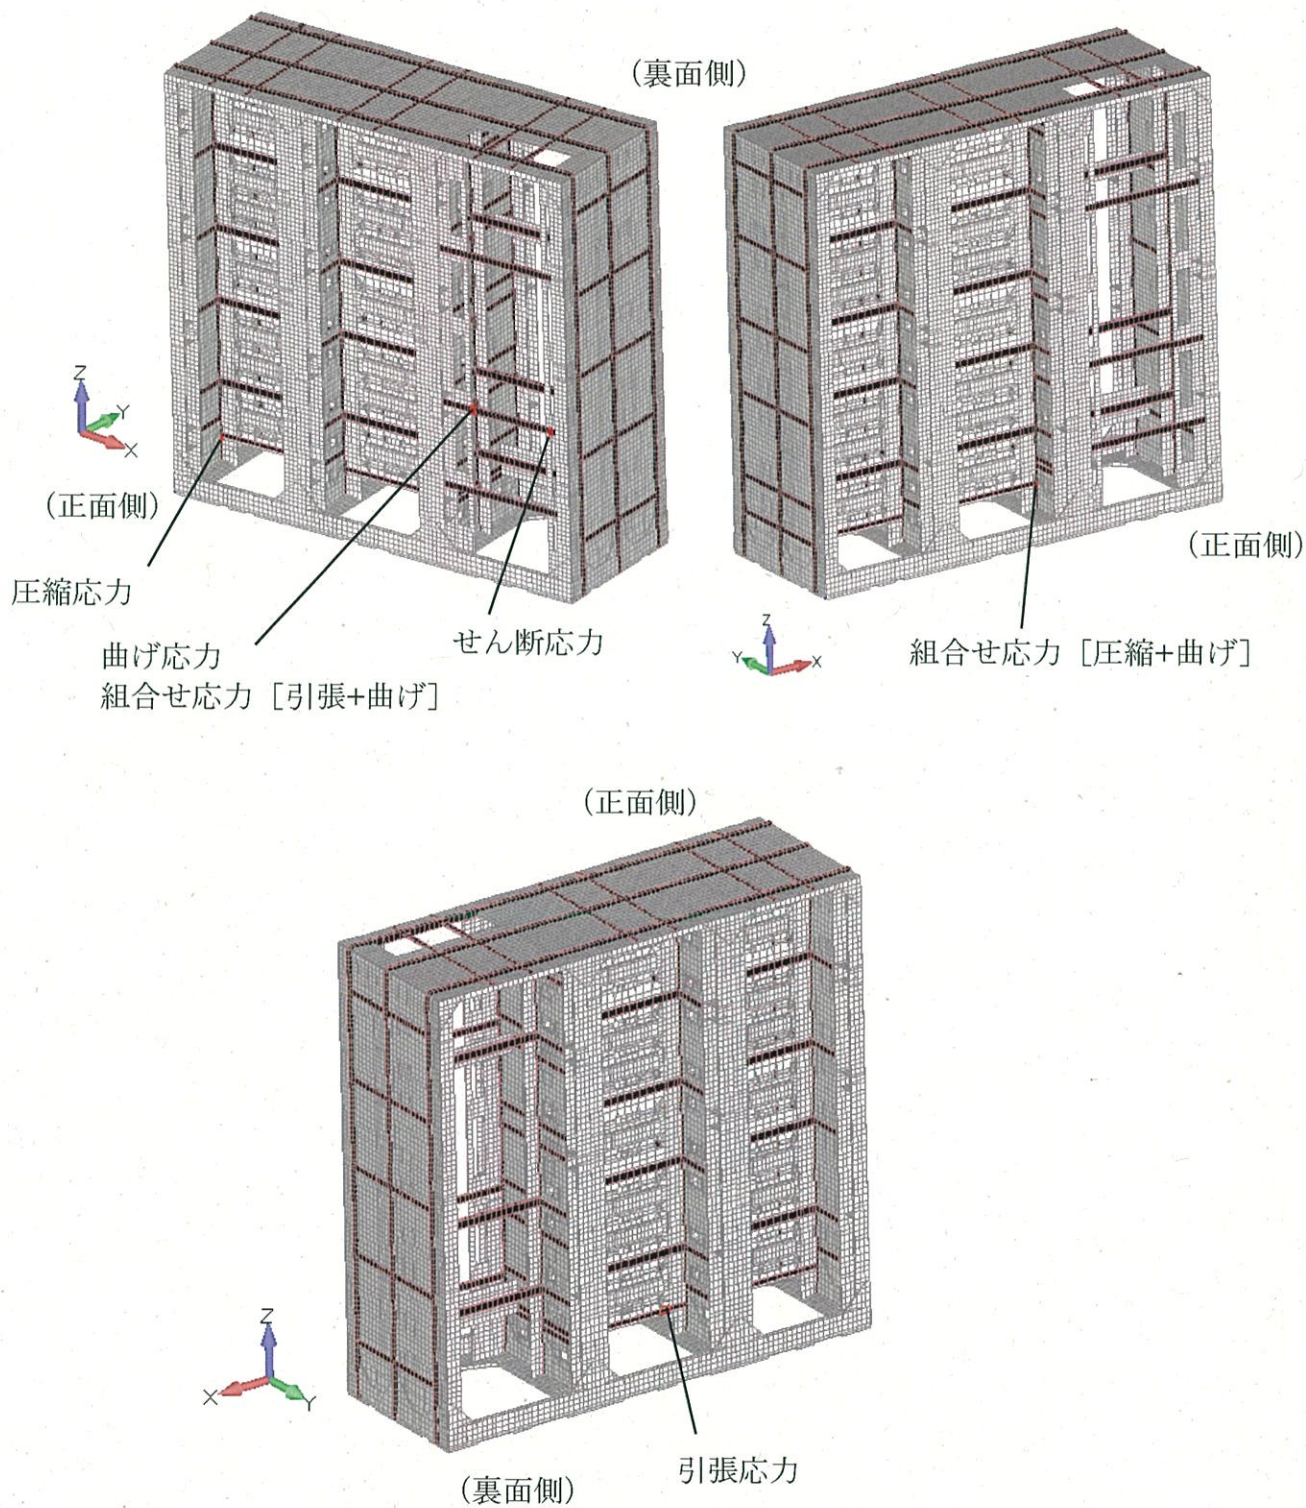 (裏面側)
Z
Y
X
(正面側)
圧縮応力
曲げ応力
組合せ応力［引張+曲げ］
せん断応力
(正面側)
Z
Y
X
組合せ応力［圧縮+曲げ］
(正面側)
Z
X
Y
(裏面側)
引張応力